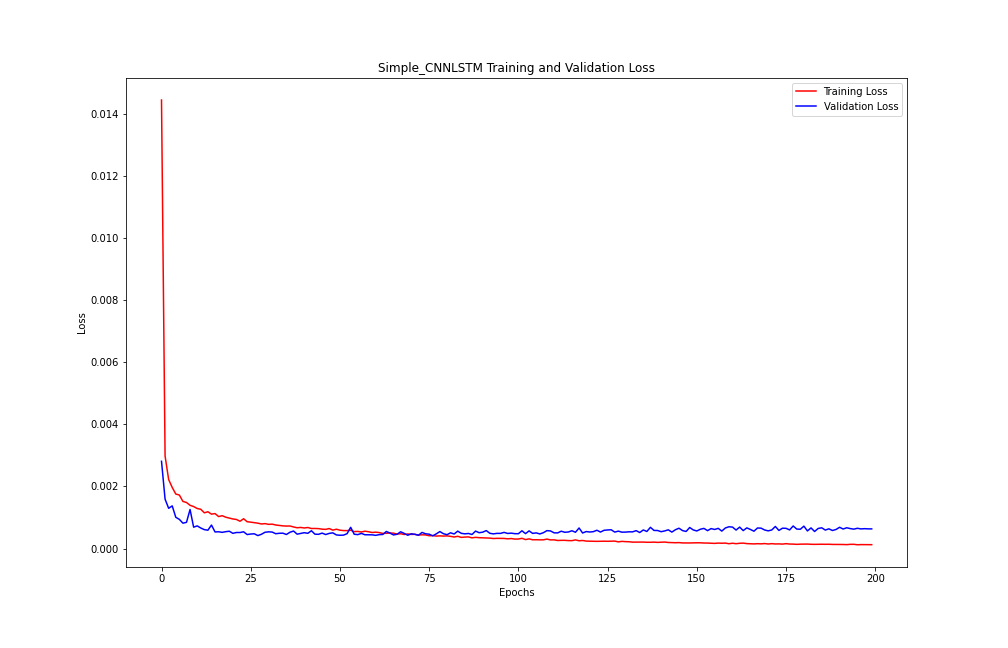 Simple_CNNLSTM Training and Validation Loss
Training Loss
Validation Loss
0.014
0.012
0.010
0.008
0.006
0.004
0.002
0.000
Loss
0 25 50 75 100 125 150 175 200
Epochs